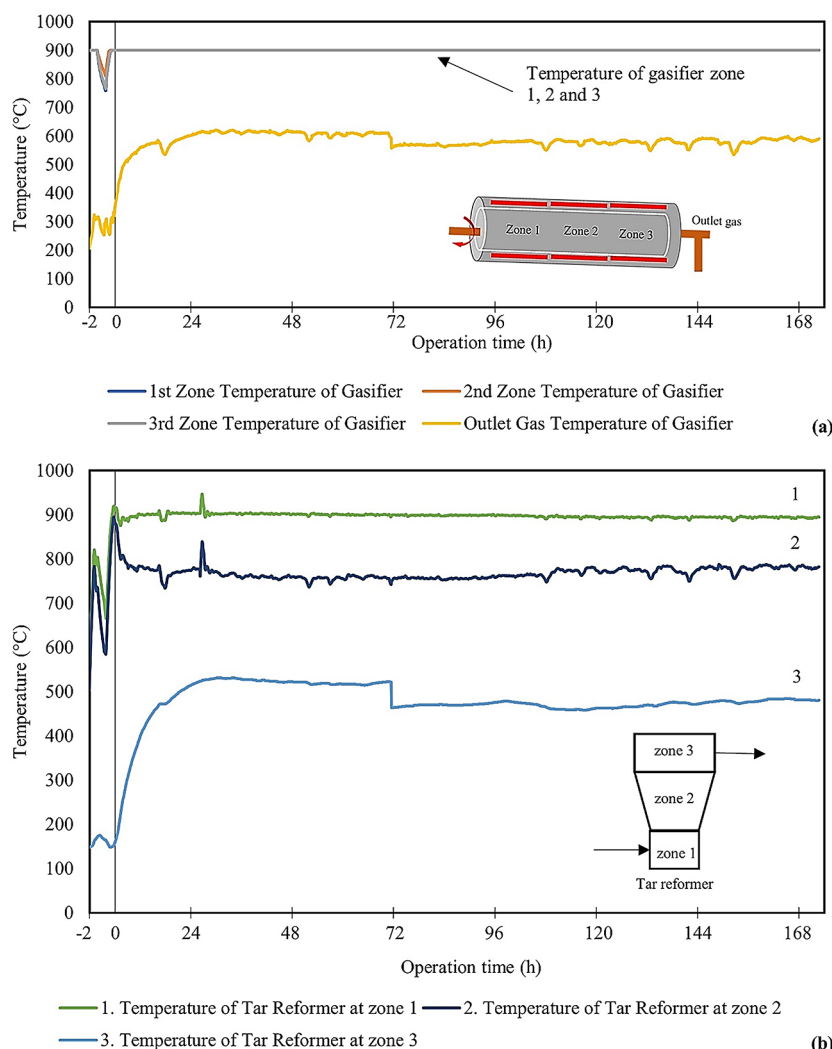 1000
900
800
700
600
500
400
300
200
100
0
Temperature (°C)
Temperature of gasifier zone
1, 2 and 3
Zone 1 Zone 2 Zone 3
Outlet gas
-2 0 24 48 72 96 120 144 168
Operation time (h)
1st Zone Temperature of Gasifier 2nd Zone Temperature of Gasifier
3rd Zone Temperature of Gasifier Outlet Gas Temperature of Gasifier
(a)
1000
900
800
700
600
500
400
300
200
100
0
Temperature (°C)
1
2
3
zone 3
zone 2
zone 1
Tar reformer
-2 0 24 48 72 96 120 144 168
Operation time (h)
1. Temperature of Tar Reformer at zone 1 2. Temperature of Tar Reformer at zone 2
3. Temperature of Tar Reformer at zone 3
(b)